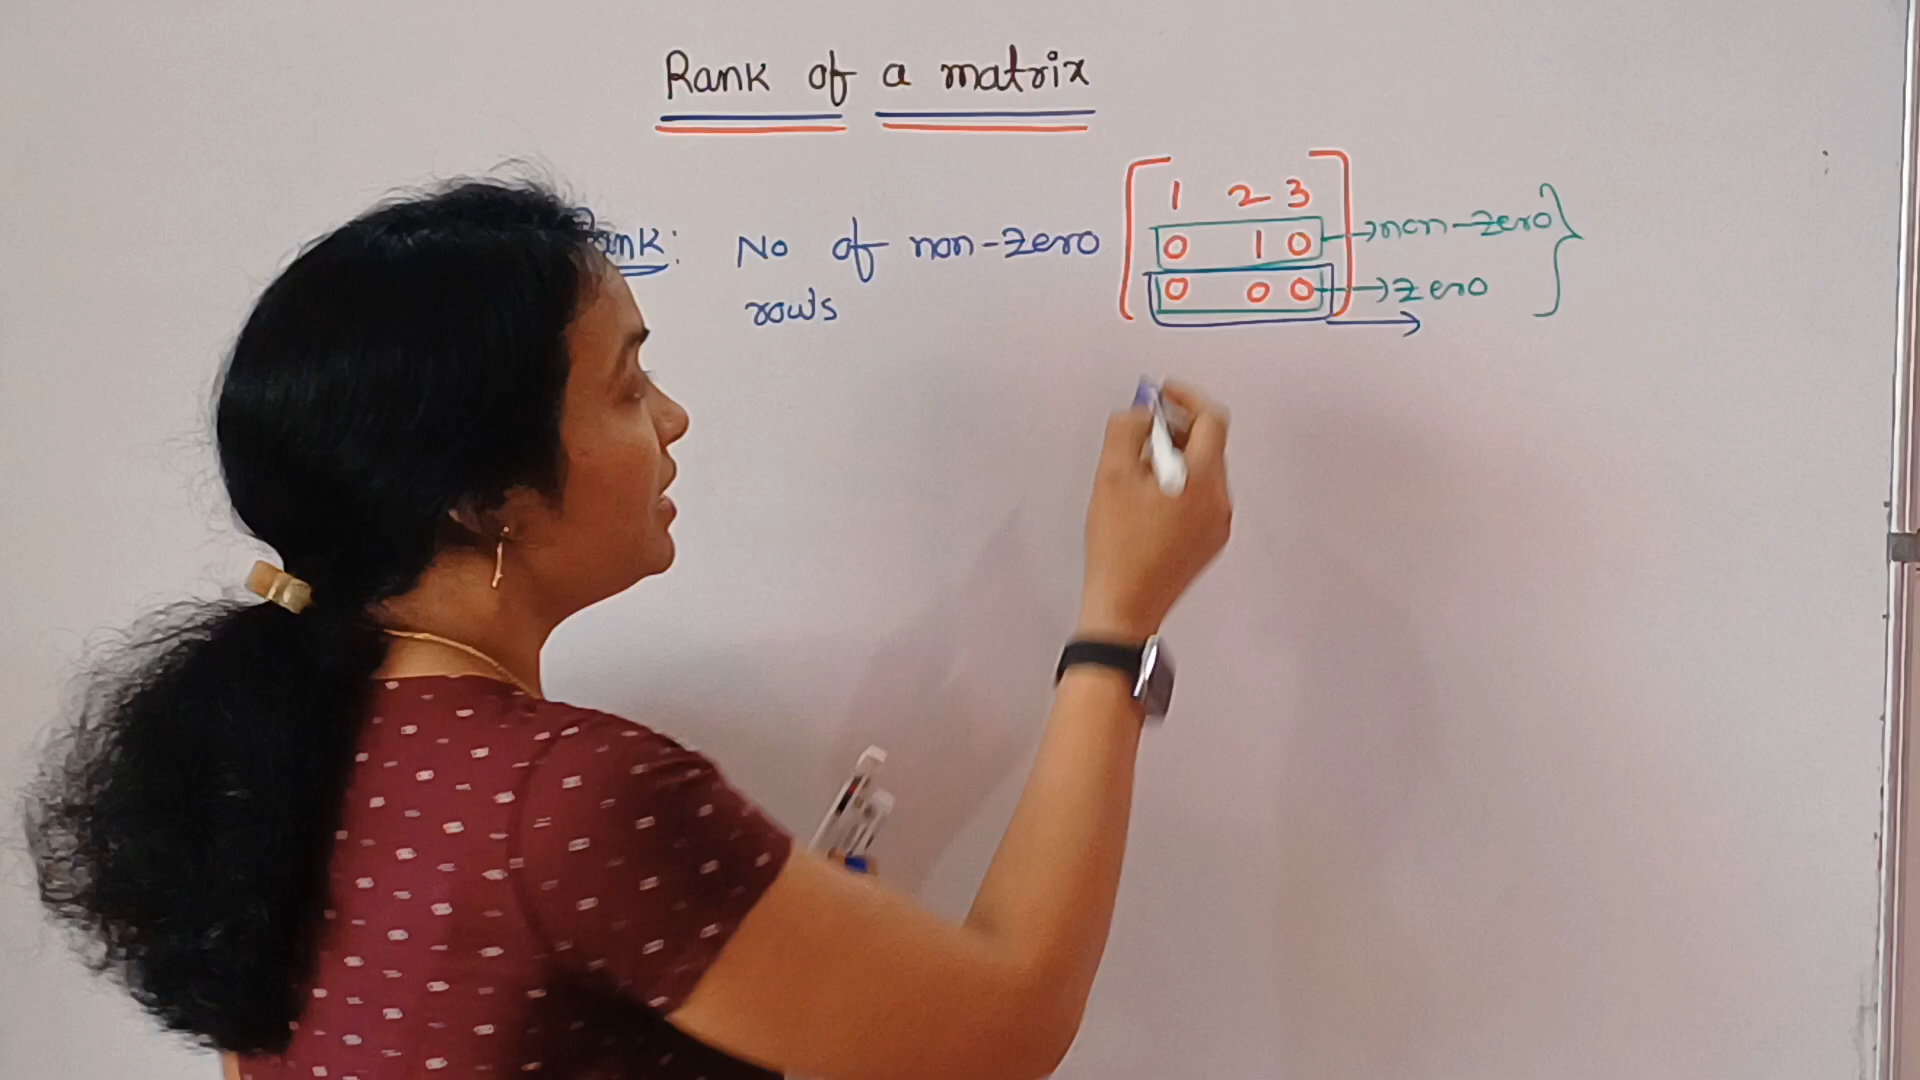 Rank of a matrix
Rank: No of non-zero
rows
1 2 3
0 1 0 → non-zero
0 0 0 → zero